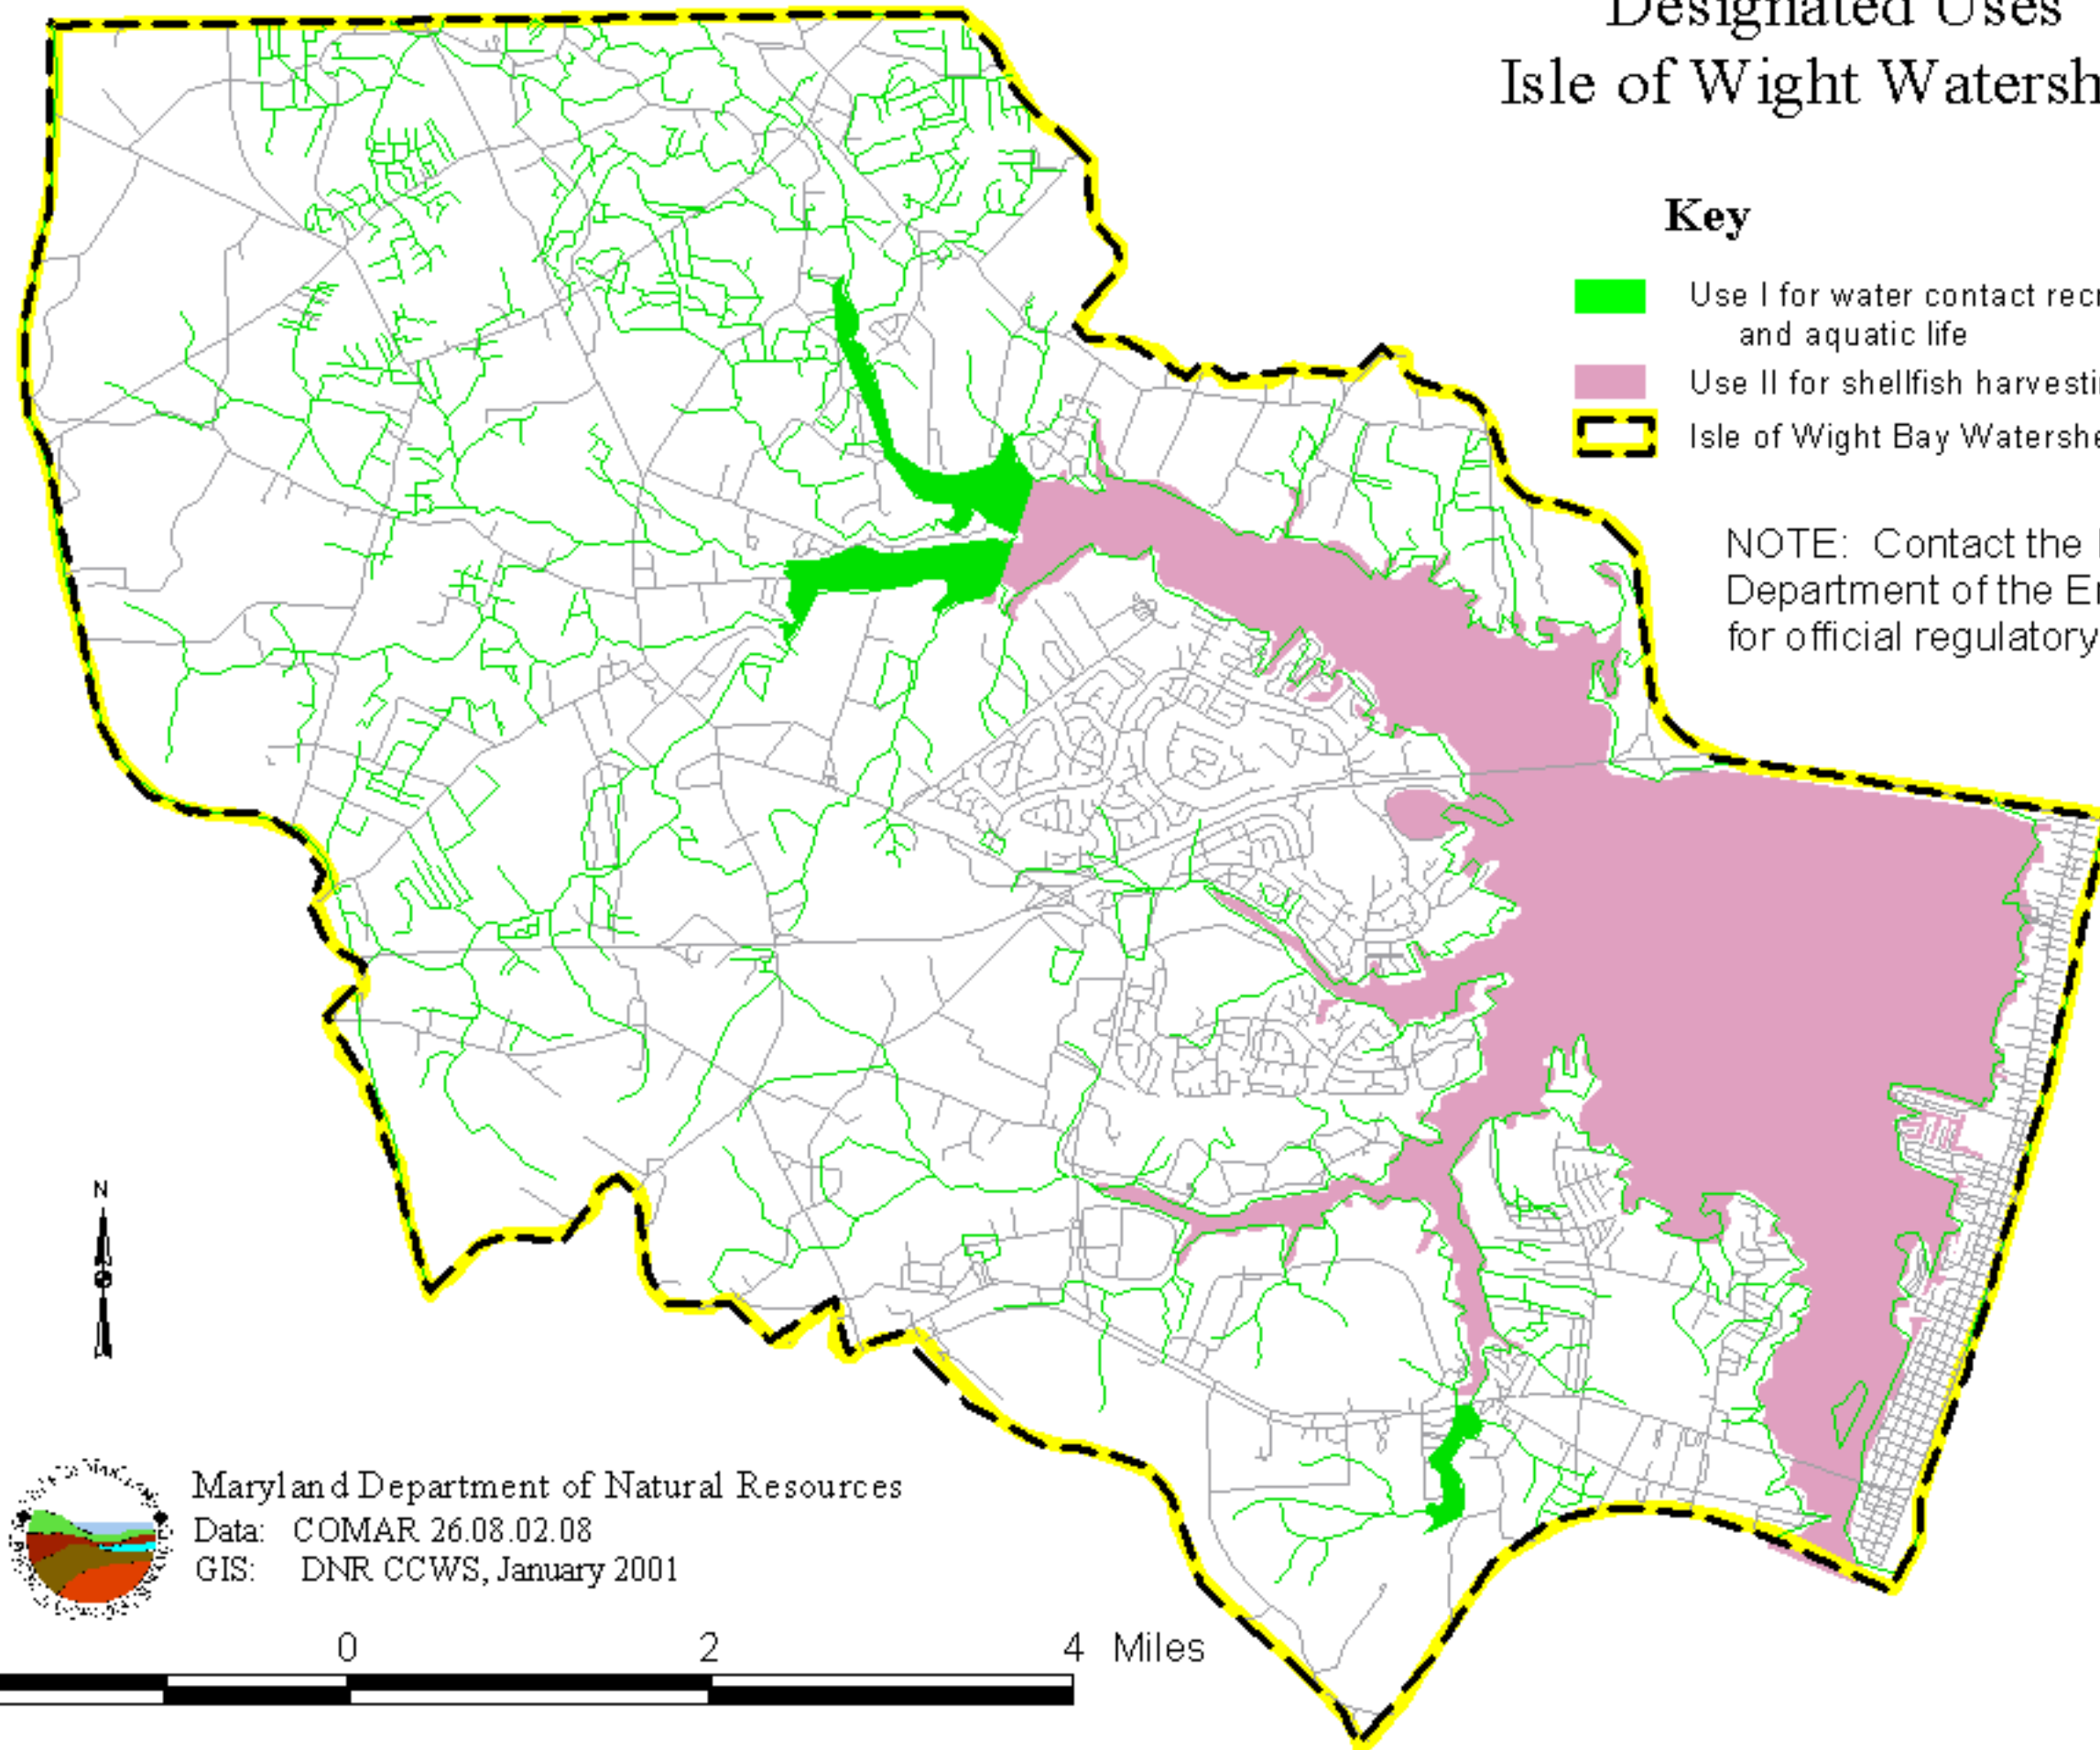 Designated Uses
Isle of Wight Watersh
Key
Use I for water contact recr
and aquatic life
Use II for shellfish harvesti
Isle of Wight Bay Watershe
NOTE: Contact the
Department of the En
for official regulatory
N
Maryland Department of Natural Resources
Data: COMAR 26.08.02.08
GIS: DNR CCWS, January 2001
0 2 4 Miles